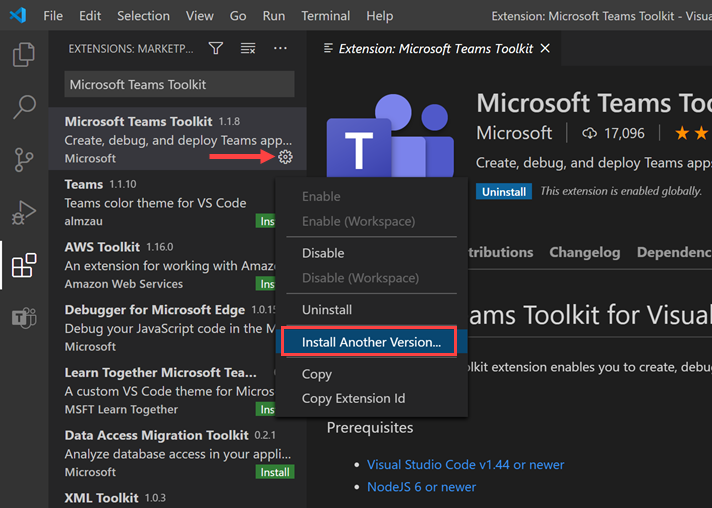 File Edit Selection View Go Run Terminal Help Extension: Microsoft Teams Toolkit - Visu
EXTENSIONS: MARKETP...
Extension: Microsoft Teams Toolkit
Microsoft Teams Toolkit
Microsoft Teams Toolkit 1.1.8
Create, debug, and deploy Teams app...
Microsoft
Teams 1.1.10
Teams color theme for VS Code
almzau
Ins
AWS Toolkit 1.16.0
An extension for working with Amaz
Amazon Web Services
Ins
Debugger for Microsoft Edge 1.0.15
Debug your JavaScript code in the M
Microsoft
Ins
Learn Together Microsoft Tea...
A custom VS Code theme for Micros
MSFT Learn Together
Ins
Data Access Migration Toolkit 0.2.1
Analyze database access in your appli...
Microsoft
Install
XML Toolkit 1.0.3
Enable
Enable (Workspace)
Disable
Disable (Workspace)
Uninstall
Install Another Version...
Copy
Copy Extension Id
T
Microsoft Teams Too
Microsoft 17,096
Create, debug, and deploy Teams apps
Uninstall This extension is enabled globally.
tributions Changelog Dependenc
ams Toolkit for Visual
lkit extension enables you to create, debu
Prerequisites
Visual Studio Code v1.44 or newer
NodeJS 6 or newer